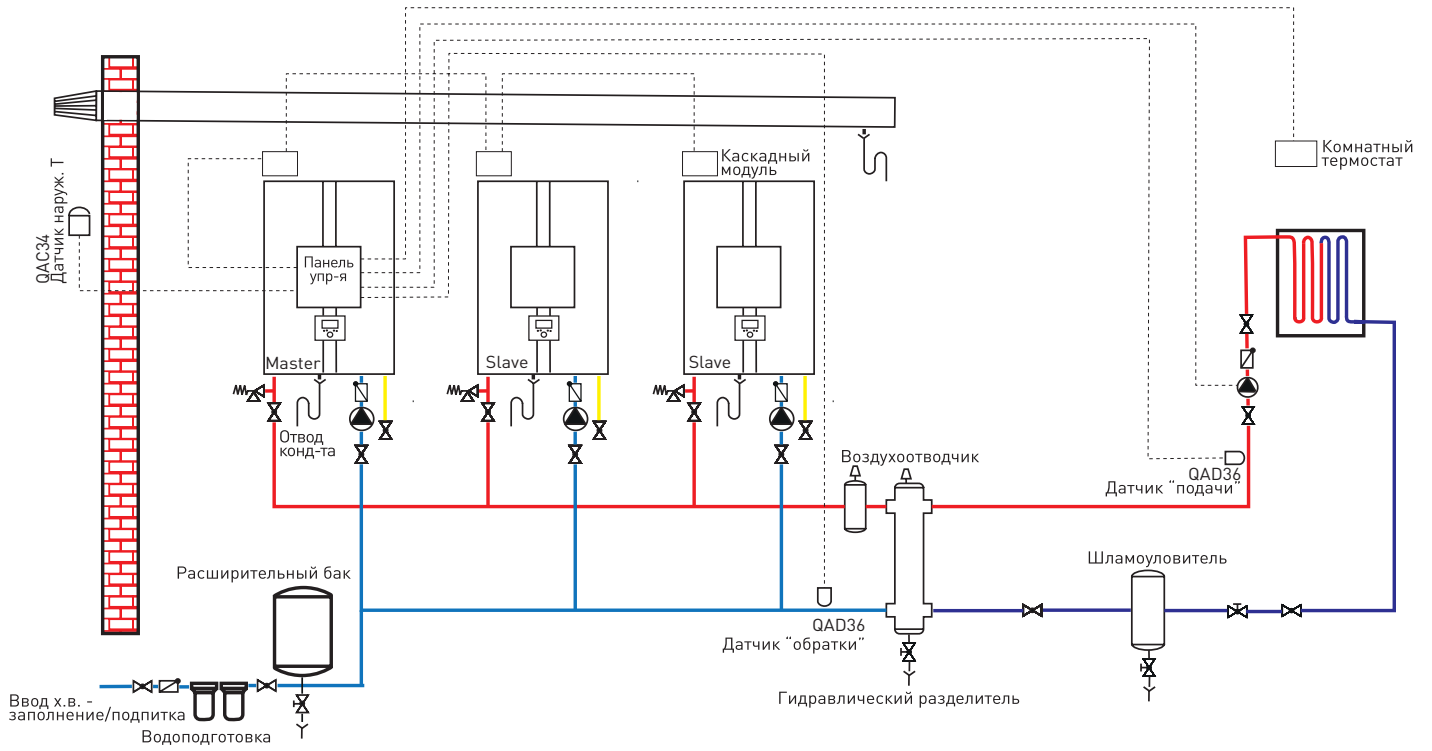 Комнатный
термостат
Каскадный
модуль
QAC34
Датчик наруж. Т
Панель
упр-я
Master
Slave
Slave
Отвод
конд-та
Воздухоотводчик
QAD36
Датчик “подачи”
Шламоуловитель
Расширительный бак
QAD36
Датчик “обратки”
Гидравлический разделитель
Ввод х.в. -
заполнение/подпитка
Водоподготовка